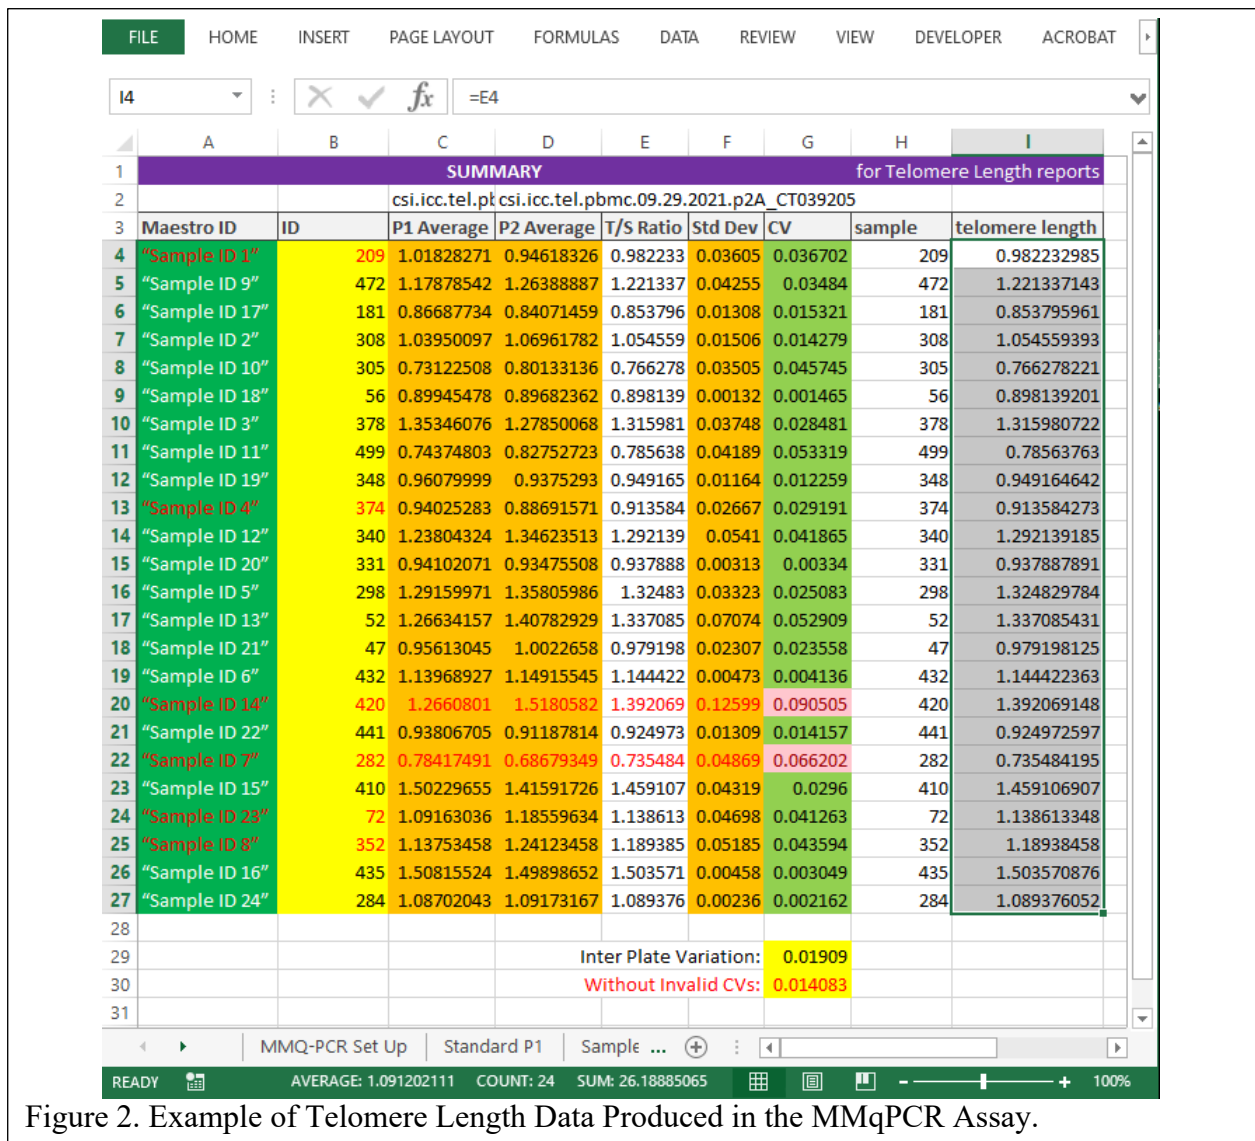 FILE HOME INSERT PAGE LAYOUT FORMULAS DATA REVIEW VIEW DEVELOPER ACROBAT
I4 fx =E4
A B C D E F G H I
1 SUMMARY for Telomere Length reports
2 csi.icc.tel.pb csi.icc.tel.pbmc.09.29.2021.p2A_CT039205
3 Maestro ID ID P1 Average P2 Average T/S Ratio Std Dev CV sample telomere length
4 “Sample ID 1” 209 1.01828271 0.94618326 0.982233 0.03605 0.036702 209 0.982232985
5 “Sample ID 9” 472 1.17878542 1.26388887 1.221337 0.04255 0.03484 472 1.221337143
6 “Sample ID 17” 181 0.86687734 0.84071459 0.853796 0.01308 0.015321 181 0.853795961
7 “Sample ID 2” 308 1.03950097 1.06961782 1.054559 0.01506 0.014279 308 1.054559393
8 “Sample ID 10” 305 0.73122508 0.80133136 0.766278 0.03505 0.045745 305 0.766278221
9 “Sample ID 18” 56 0.89945478 0.89682362 0.898139 0.00132 0.001465 56 0.898139201
10 “Sample ID 3” 378 1.35346076 1.27850068 1.315981 0.03748 0.028481 378 1.315980722
11 “Sample ID 11” 499 0.74374803 0.82752723 0.785638 0.04189 0.053319 499 0.78563763
12 “Sample ID 19” 348 0.96079999 0.9375293 0.949165 0.01164 0.012259 348 0.949164642
13 “Sample ID 4” 374 0.94025283 0.88691571 0.913584 0.02667 0.029191 374 0.913584273
14 “Sample ID 12” 340 1.23804324 1.34623513 1.292139 0.0541 0.041865 340 1.292139185
15 “Sample ID 20” 331 0.94102071 0.93475508 0.937888 0.00313 0.00334 331 0.937887891
16 “Sample ID 5” 298 1.29159971 1.35805986 1.32483 0.03323 0.025083 298 1.324829784
17 “Sample ID 13” 52 1.26634157 1.40782929 1.337085 0.07074 0.052909 52 1.337085431
18 “Sample ID 21” 47 0.95613045 1.0022658 0.979198 0.02307 0.023558 47 0.979198125
19 “Sample ID 6” 432 1.13968927 1.14915545 1.144422 0.00473 0.004136 432 1.144422363
20 “Sample ID 14” 420 1.2660801 1.5180582 1.392069 0.12599 0.090505 420 1.392069148
21 “Sample ID 22” 441 0.93806705 0.91187814 0.924973 0.01309 0.014157 441 0.924972597
22 “Sample ID 7” 282 0.78417491 0.68679349 0.735484 0.04869 0.066202 282 0.735484195
23 “Sample ID 15” 410 1.50229655 1.41591726 1.459107 0.04319 0.0296 410 1.459106907
24 “Sample ID 23” 72 1.09163036 1.18559634 1.138613 0.04698 0.041263 72 1.138613348
25 “Sample ID 8” 352 1.13753458 1.24123458 1.189385 0.05185 0.043594 352 1.18938458
26 “Sample ID 16” 435 1.50815524 1.49898652 1.503571 0.00458 0.003049 435 1.503570876
27 “Sample ID 24” 284 1.08702043 1.09173167 1.089376 0.00236 0.002162 284 1.089376052
28
29 Inter Plate Variation: 0.01909
30 Without Invalid CVs: 0.014083
31
MMQ-PCR Set Up Standard P1 Sample ...
READY AVERAGE: 1.091202111 COUNT: 24 SUM: 26.18885065 100%
Figure 2. Example of Telomere Length Data Produced in the MMqPCR Assay.